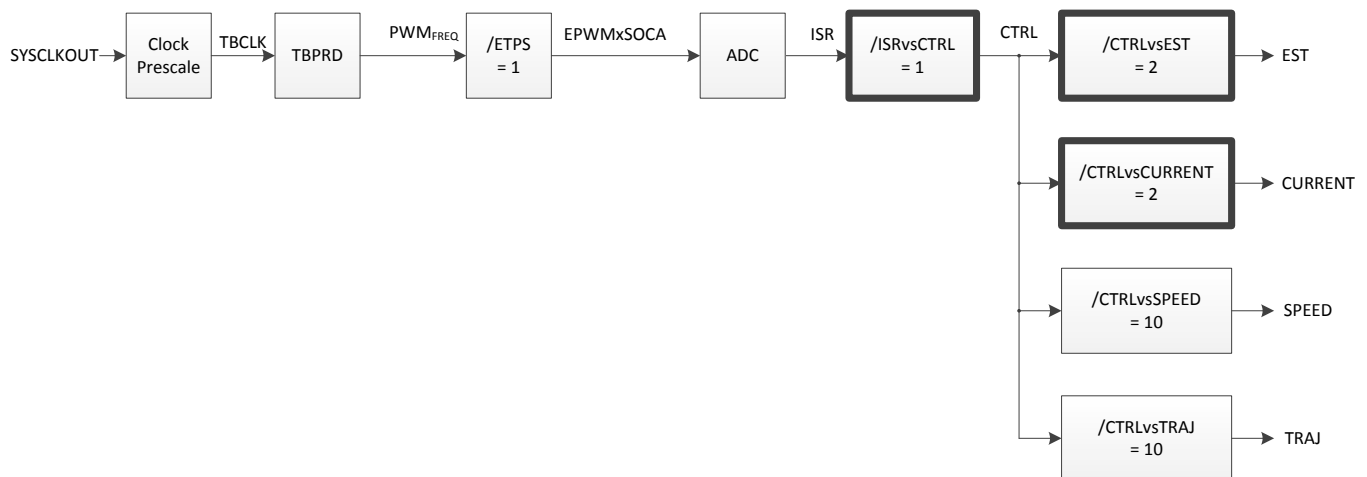 SYSCLKOUT
Clock
Prescale
TBCLK
TBPRD
PWMFREQ
/ETPS
= 1
EPWMxSOCA
ADC
ISR
/ISRvsCTRL
= 1
CTRL
/CTRLvsEST
= 2
EST
/CTRLvsCURRENT
= 2
CURRENT
/CTRLvsSPEED
= 10
SPEED
/CTRLvsTRAJ
= 10
TRAJ